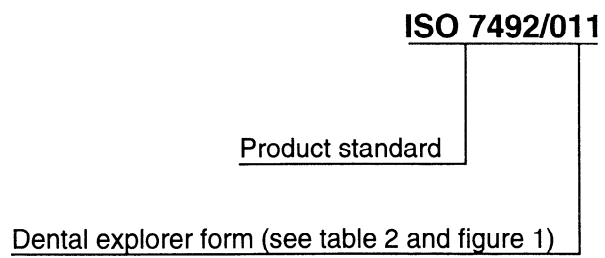 ISO 7492/011
Product standard
Dental explorer form (see table 2 and figure 1)